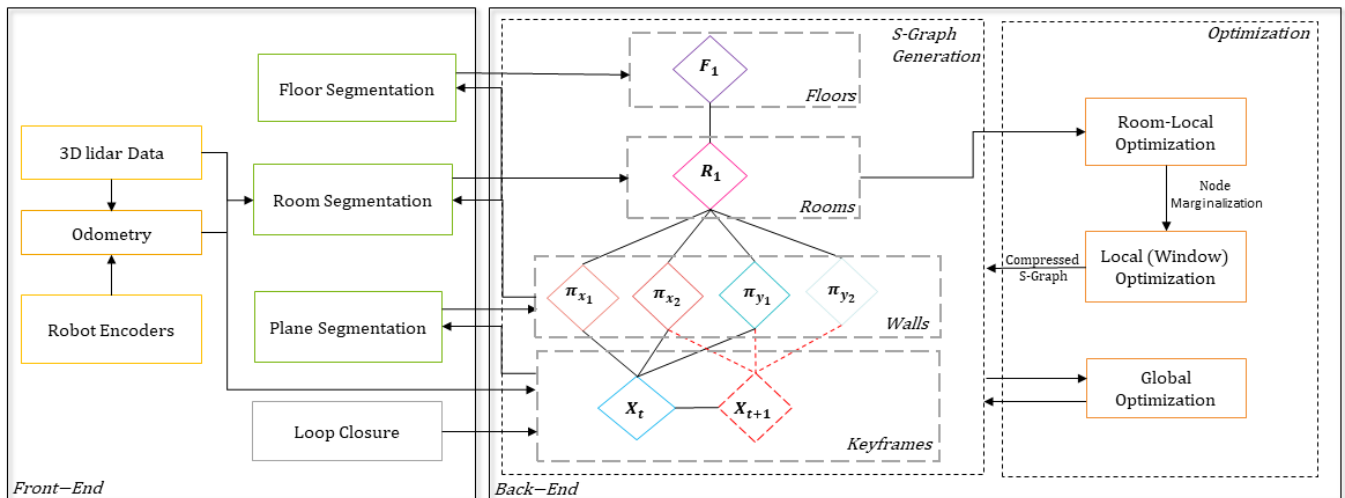 3D lidar Data
Odometry
Robot Encoders
Floor Segmentation
Room Segmentation
Plane Segmentation
Loop Closure
Front−End
S-Graph
Generation
F₁
Floors
R₁
Rooms
πx₁
πx₂
πy₁
πy₂
Walls
Xt
Xt+1
Keyframes
Back−End
Optimization
Room-Local
Optimization
Node
Marginalization
Local (Window)
Optimization
Compressed
S-Graph
Global
Optimization